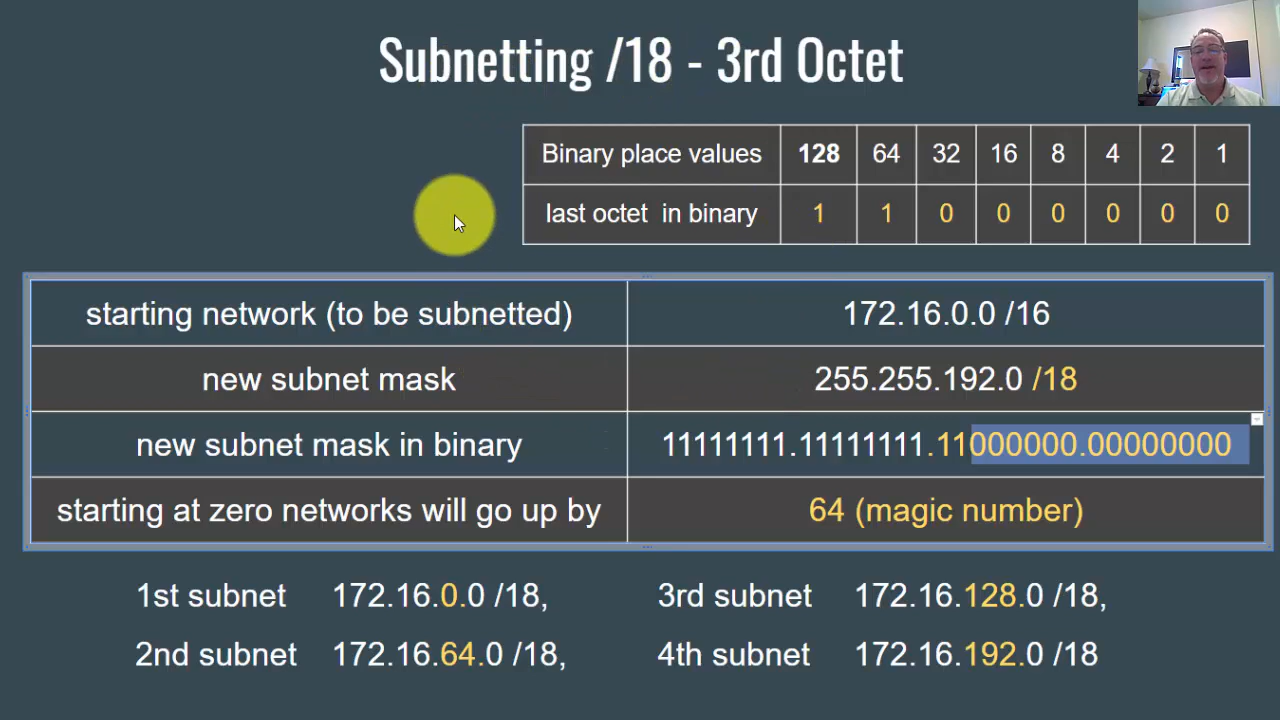 Subnetting /18 - 3rd Octet
Binary place values 128 64 32 16 8 4 2 1
last octet in binary 1 1 0 0 0 0 0 0
starting network (to be subnetted) 172.16.0.0 /16
new subnet mask 255.255.192.0 /18
new subnet mask in binary 11111111.11111111.11000000.00000000
starting at zero networks will go up by 64 (magic number)
1st subnet 172.16.0.0 /18, 3rd subnet 172.16.128.0 /18,
2nd subnet 172.16.64.0 /18, 4th subnet 172.16.192.0 /18